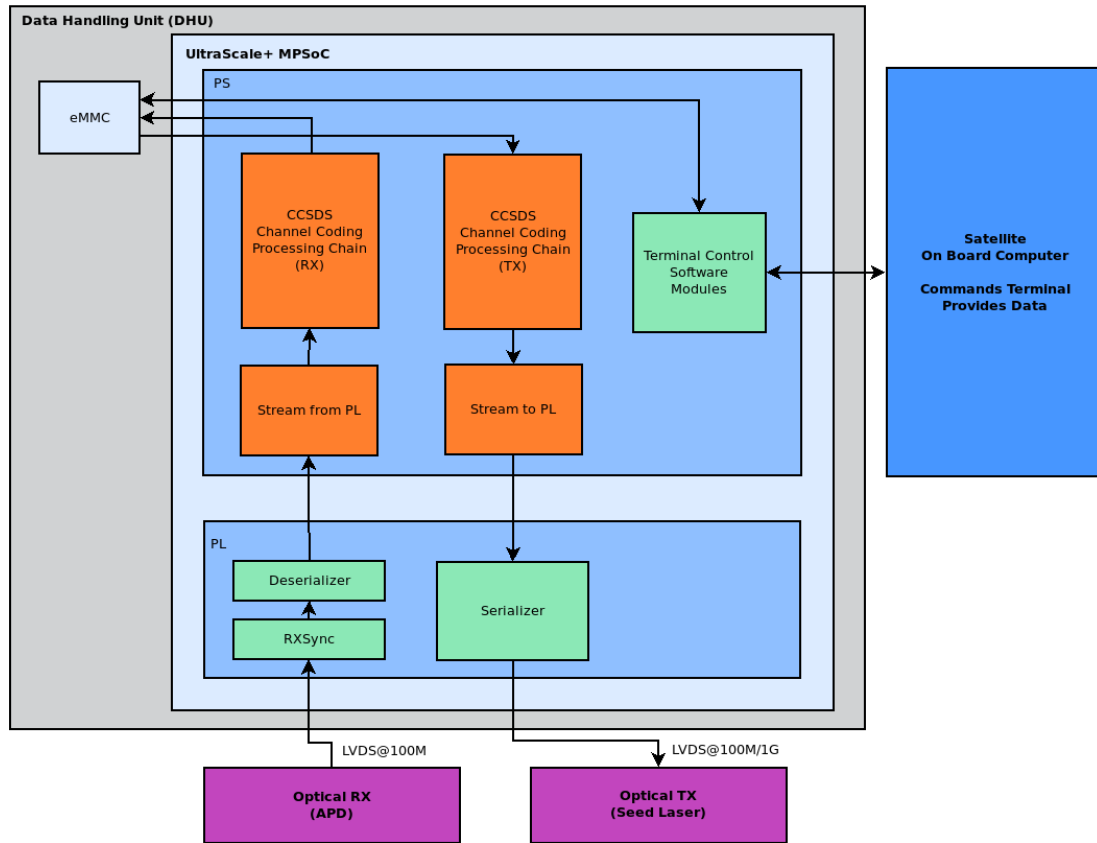 Data Handling Unit (DHU)
UltraScale+ MPSoC
PS
eMMC
CCSDS
Channel Coding
Processing Chain
(RX)
CCSDS
Channel Coding
Processing Chain
(TX)
Terminal Control
Software
Modules
Satellite
On Board Computer
Commands Terminal
Provides Data
Stream from PL
Stream to PL
PL
Deserializer
RXSync
Serializer
LVDS@100M
LVDS@100M/1G
Optical RX
(APD)
Optical TX
(Seed Laser)